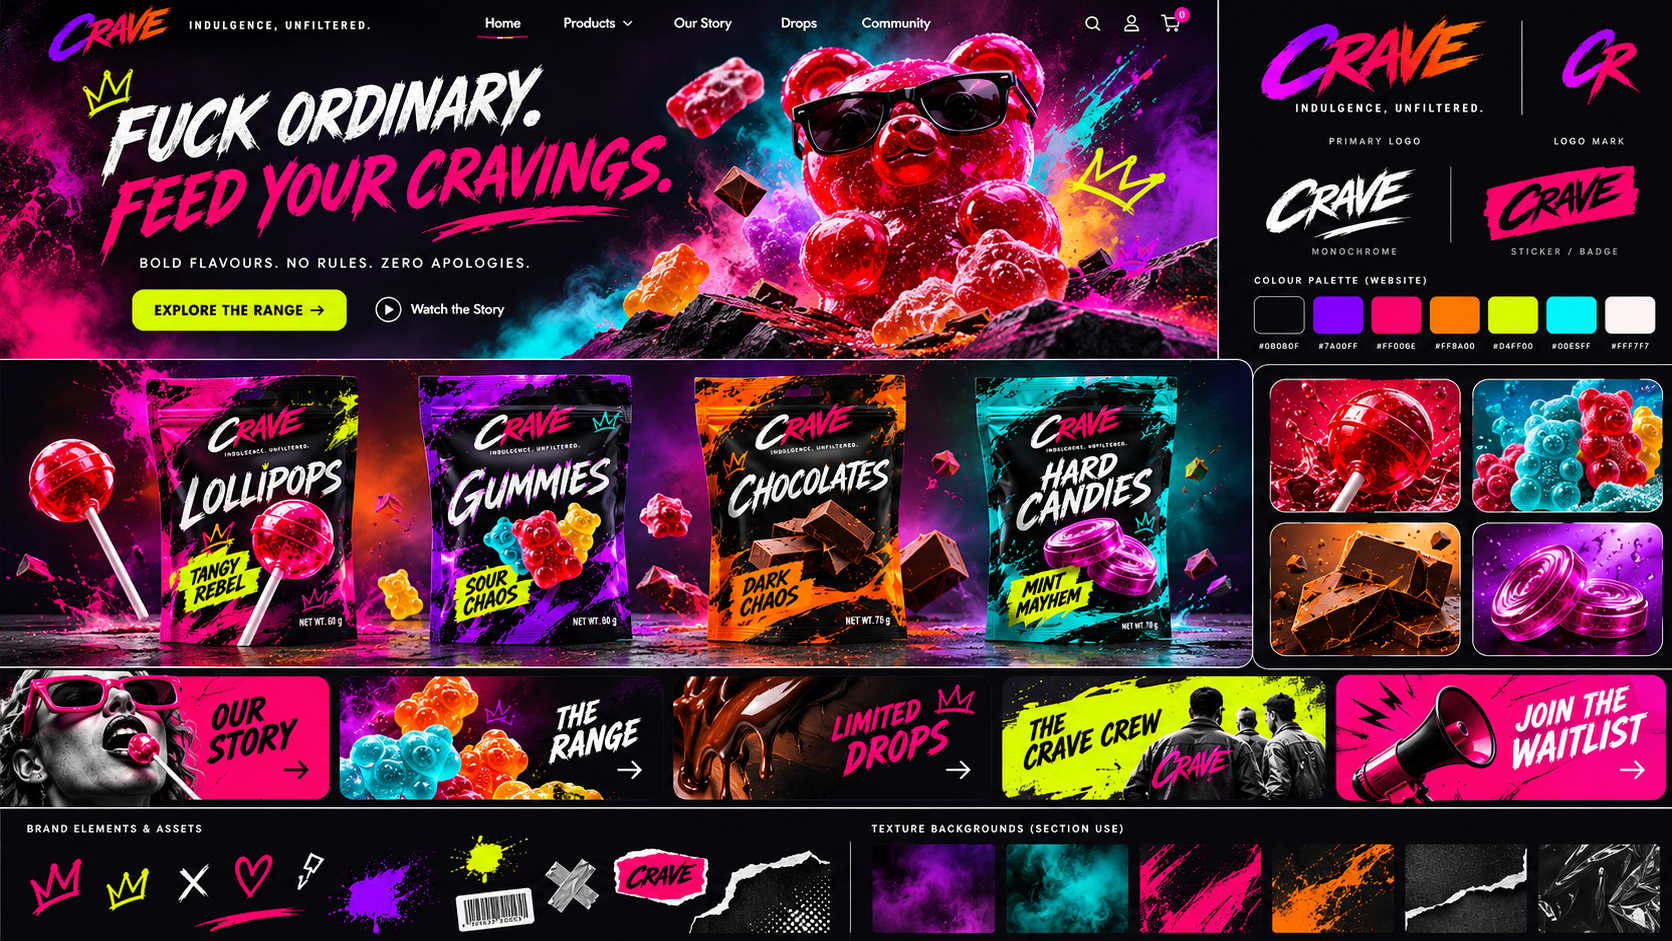 CRAVE
INDULGENCE, UNFILTERED.
Home
Products
Our Story
Drops
Community
0
FUCK ORDINARY.
FEED YOUR CRAVINGS.
BOLD FLAVOURS. NO RULES. ZERO APOLOGIES.
EXPLORE THE RANGE →
Watch the Story
CRAVE
INDULGENCE, UNFILTERED.
PRIMARY LOGO
CR
LOGO MARK
CRAVE
MONOCHROME
CRAVE
STICKER / BADGE
COLOUR PALETTE (WEBSITE)
#0B0B0F
#7A00FF
#FF006E
#FF8A00
#D4FF00
#00E5FF
#FFF7F7
CRAVE
INDULGENCE, UNFILTERED.
LOLLIPOPS
TANGY
REBEL
NET WT. 60 g
CRAVE
INDULGENCE, UNFILTERED.
GUMMIES
SOUR
CHAOS
NET WT. 60 g
CRAVE
INDULGENCE, UNFILTERED.
CHOCOLATES
DARK
CHAOS
NET WT. 75 g
CRAVE
INDULGENCE, UNFILTERED.
HARD
CANDIES
MINT
MAYHEM
NET WT. 70 g
OUR
STORY
THE
RANGE
LIMITED
DROPS
THE
CRAVE CREW
CRAVE
JOIN THE
WAITLIST
BRAND ELEMENTS & ASSETS
CRAVE
TEXTURE BACKGROUNDS (SECTION USE)